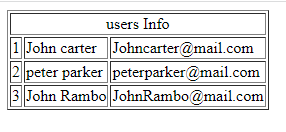 users Info
1 John carter Johncarter@mail.com
2 peter parker peterparker@mail.com
3 John Rambo JohnRambo@mail.com